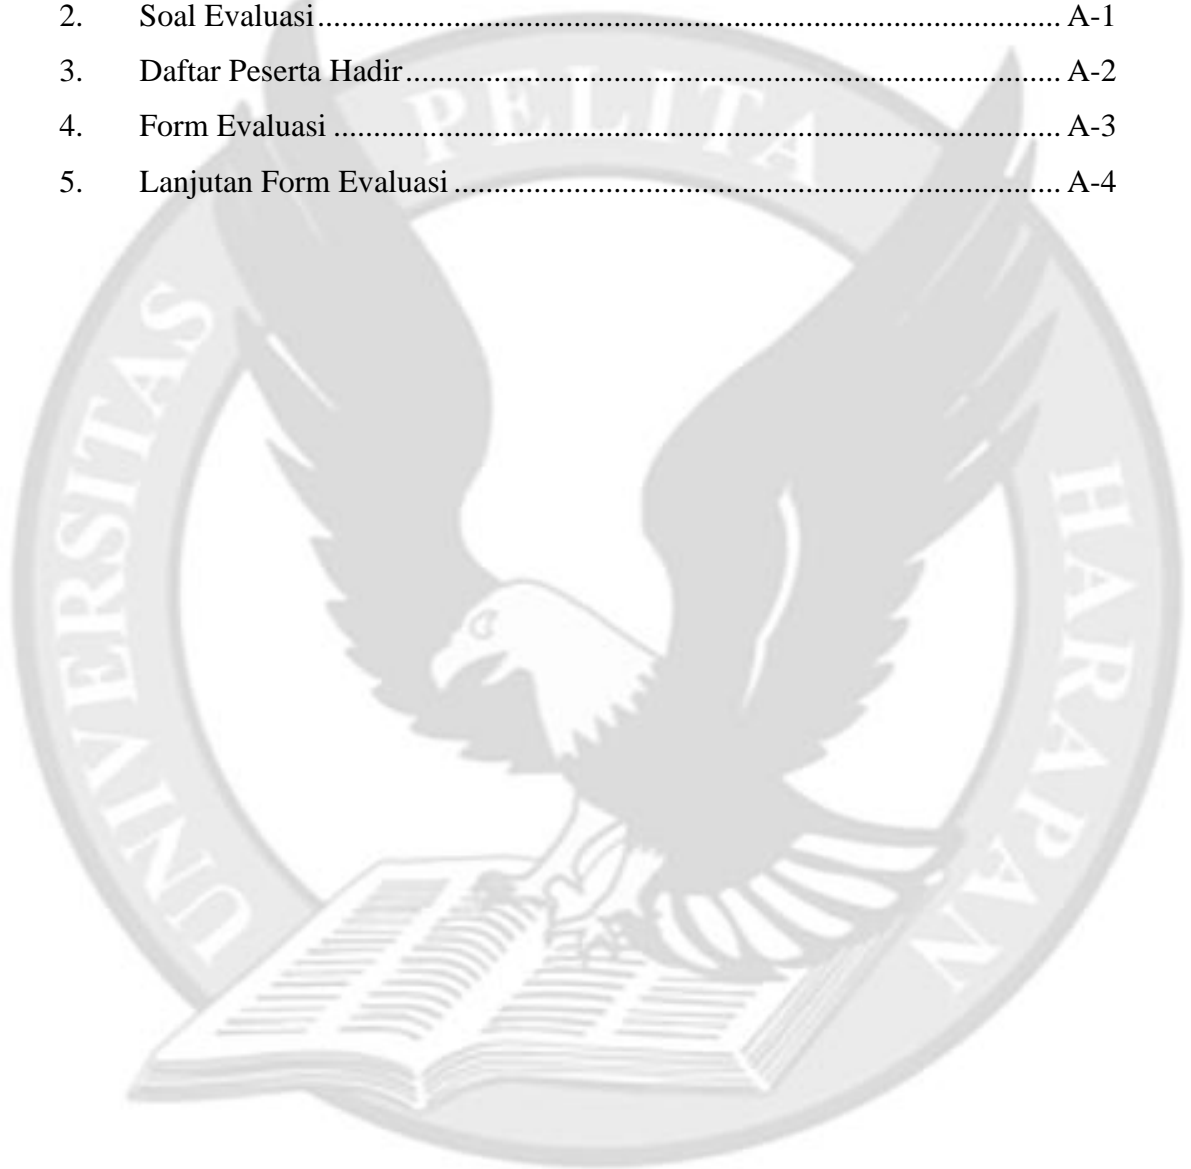 2. Soal Evaluasi........................................................................................... A-1
3. Daftar Peserta Hadir................................................................................ A-2
4. Form Evaluasi ......................................................................................... A-3
5. Lanjutan Form Evaluasi .......................................................................... A-4
UNIVERSITAS PELITA HARAPAN